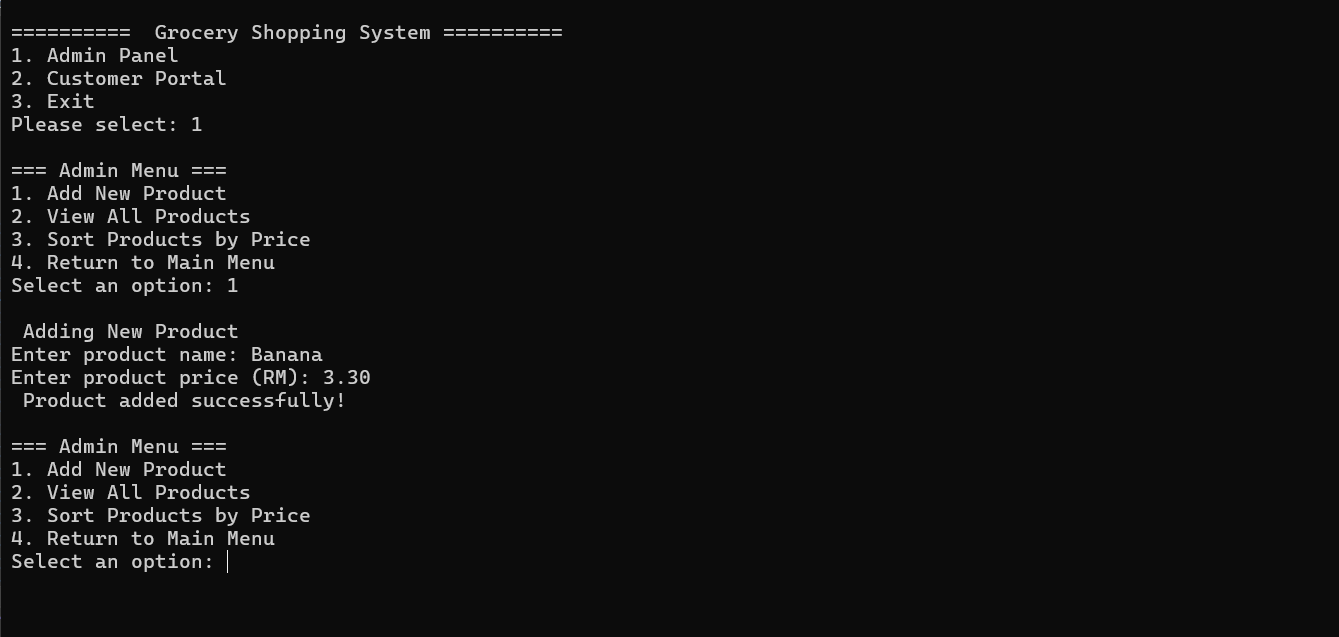 ==========  Grocery Shopping System ==========
1. Admin Panel
2. Customer Portal
3. Exit
Please select: 1
=== Admin Menu ===
1. Add New Product
2. View All Products
3. Sort Products by Price
4. Return to Main Menu
Select an option: 1
Adding New Product
Enter product name: Banana
Enter product price (RM): 3.30
Product added successfully!
=== Admin Menu ===
1. Add New Product
2. View All Products
3. Sort Products by Price
4. Return to Main Menu
Select an option: